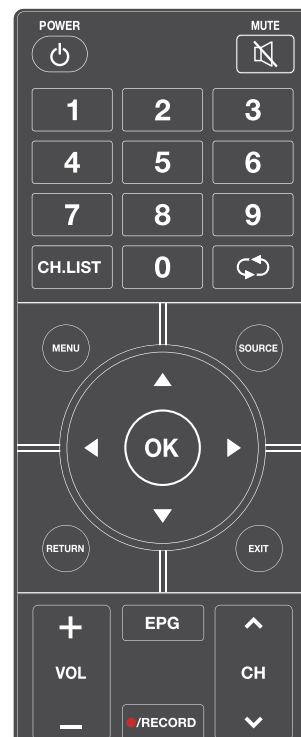 POWER MUTE
1 2 3
4 5 6
7 8 9
CH.LIST 0
MENU SOURCE
OK
RETURN EXIT
+ EPG
VOL CH
– /RECORD